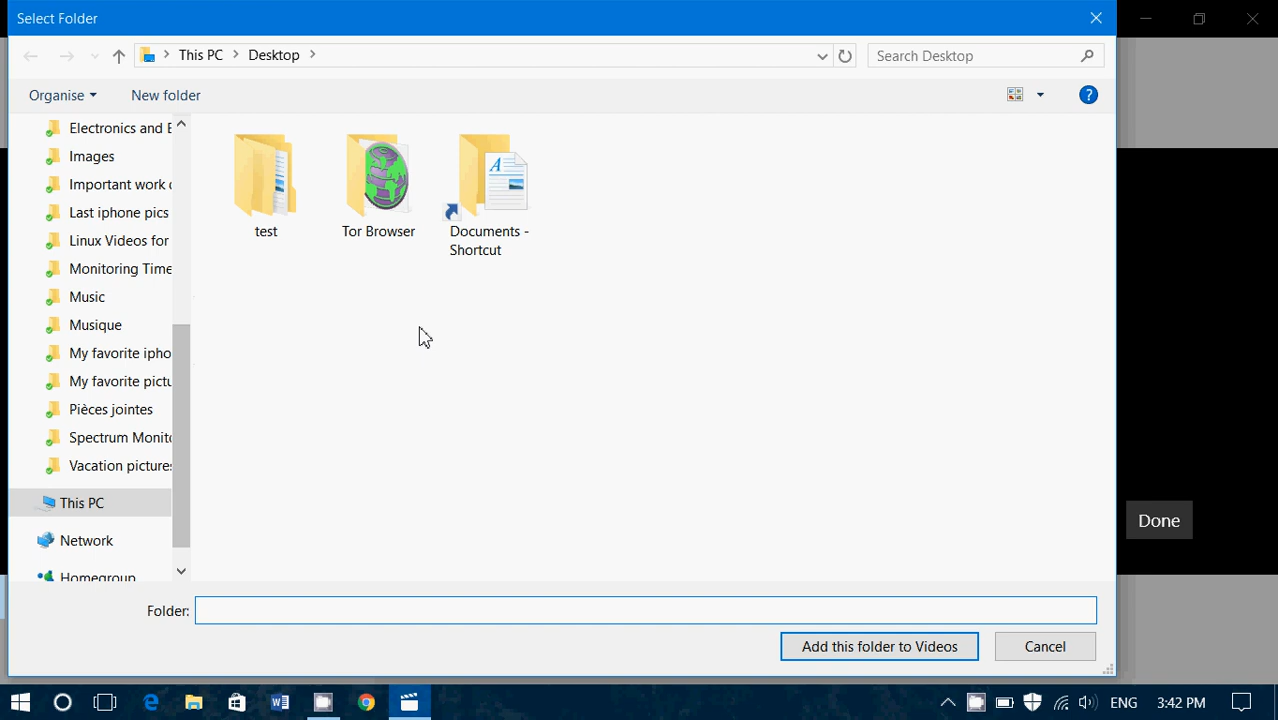 Select Folder
This PC
Desktop
Search Desktop
Organise
New folder
?
Electronics and E
Images
Important work
Last iphone pics
Linux Videos for
Monitoring Time
Music
Musique
My favorite ipho
My favorite pictu
Pièces jointes
Spectrum Monit
Vacation pictures
This PC
Network
Homegroup
test
Tor Browser
Documents -
Shortcut
Done
Folder:
Add this folder to Videos
Cancel
ENG
3:42 PM